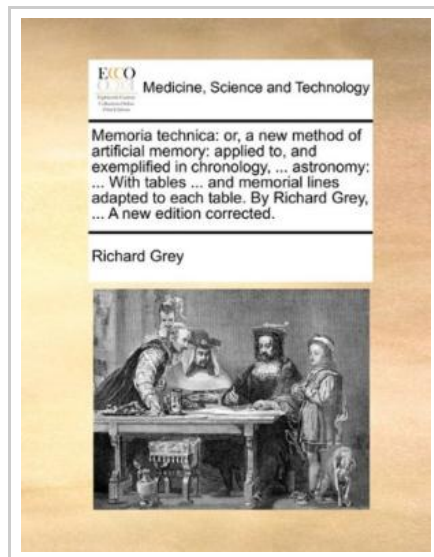 ECCO
Medicine, Science and Technology
Memoria technica: or, a new method of
artificial memory: applied to, and
exemplified in chronology, ... astronomy:
... With tables ... and memorial lines
adapted to each table. By Richard Grey,
... A new edition corrected.
Richard Grey